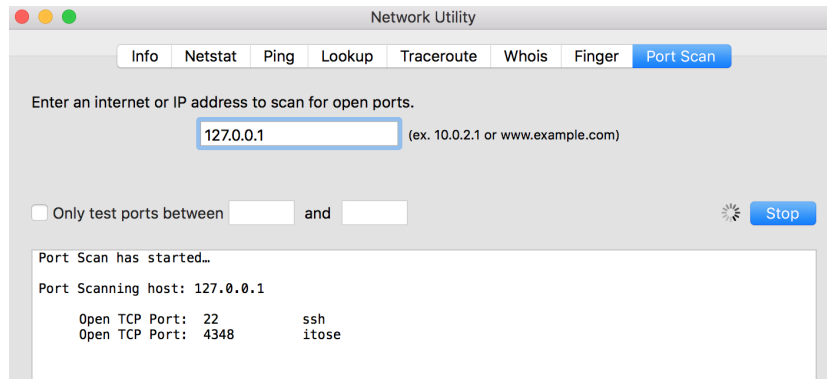 Network Utility
Info Netstat Ping Lookup Traceroute Whois Finger Port Scan
Enter an internet or IP address to scan for open ports.
127.0.0.1 (ex. 10.0.2.1 or www.example.com)
Only test ports between and Stop
Port Scan has started…
Port Scanning host: 127.0.0.1
Open TCP Port: 22 ssh
Open TCP Port: 4348 itose